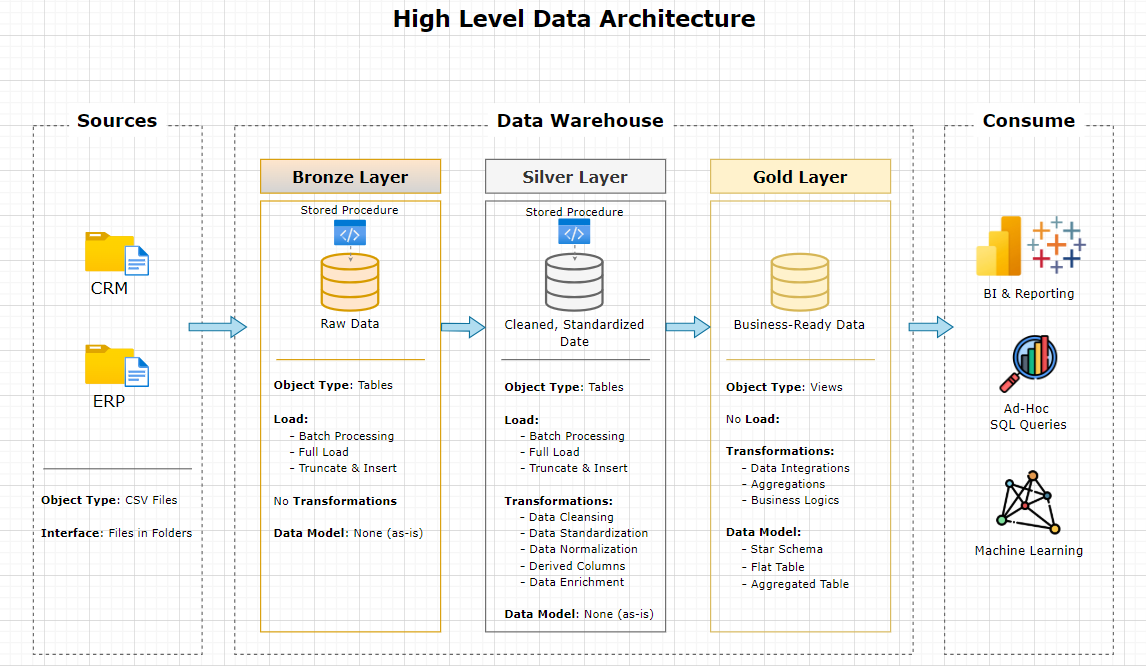 High Level Data Architecture
Sources
CRM
ERP
Object Type: CSV Files
Interface: Files in Folders
Data Warehouse
Bronze Layer
Stored Procedure
</>
Raw Data
Object Type: Tables
Load:
- Batch Processing
- Full Load
- Truncate & Insert
No Transformations
Data Model: None (as-is)
Silver Layer
Stored Procedure
</>
Cleaned, Standardized
Date
Object Type: Tables
Load:
- Batch Processing
- Full Load
- Truncate & Insert
Transformations:
- Data Cleansing
- Data Standardization
- Data Normalization
- Derived Columns
- Data Enrichment
Data Model: None (as-is)
Gold Layer
Business-Ready Data
Object Type: Views
No Load:
Transformations:
- Data Integrations
- Aggregations
- Business Logics
Data Model:
- Star Schema
- Flat Table
- Aggregated Table
Consume
BI & Reporting
Ad-Hoc
SQL Queries
Machine Learning